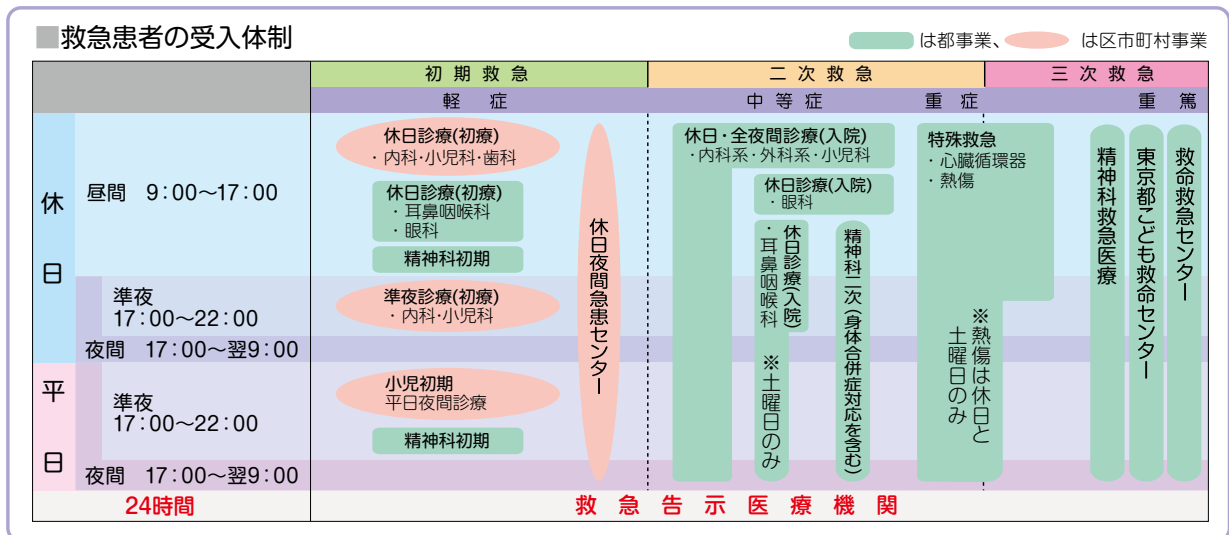 ■救急患者の受入体制
は都事業、 は区市町村事業
初期救急 二次救急 三次救急
軽症 中等症 重症 重篤
休日
昼間 9:00〜17:00
準夜
17:00〜22:00
夜間 17:00〜翌9:00
平日
準夜
17:00〜22:00
夜間 17:00〜翌9:00
24時間
休日診療(初療)
・内科・小児科・歯科
休日診療(初療)
・耳鼻咽喉科
・眼科
精神科初期
準夜診療(初療)
・内科・小児科
小児初期
平日夜間診療
精神科初期
休日夜間急患センター
休日・全夜間診療(入院)
・内科系・外科系・小児科
休日診療(入院)
・眼科
休日診療(入院)
・耳鼻咽喉科
※土曜日のみ
精神科二次(身体合併症対応を含む)
特殊救急
・心臓循環器
・熱傷
※熱傷は休日と
土曜日のみ
精神科救急医療
東京都こども救命センター
救命救急センター
救急告示医療機関